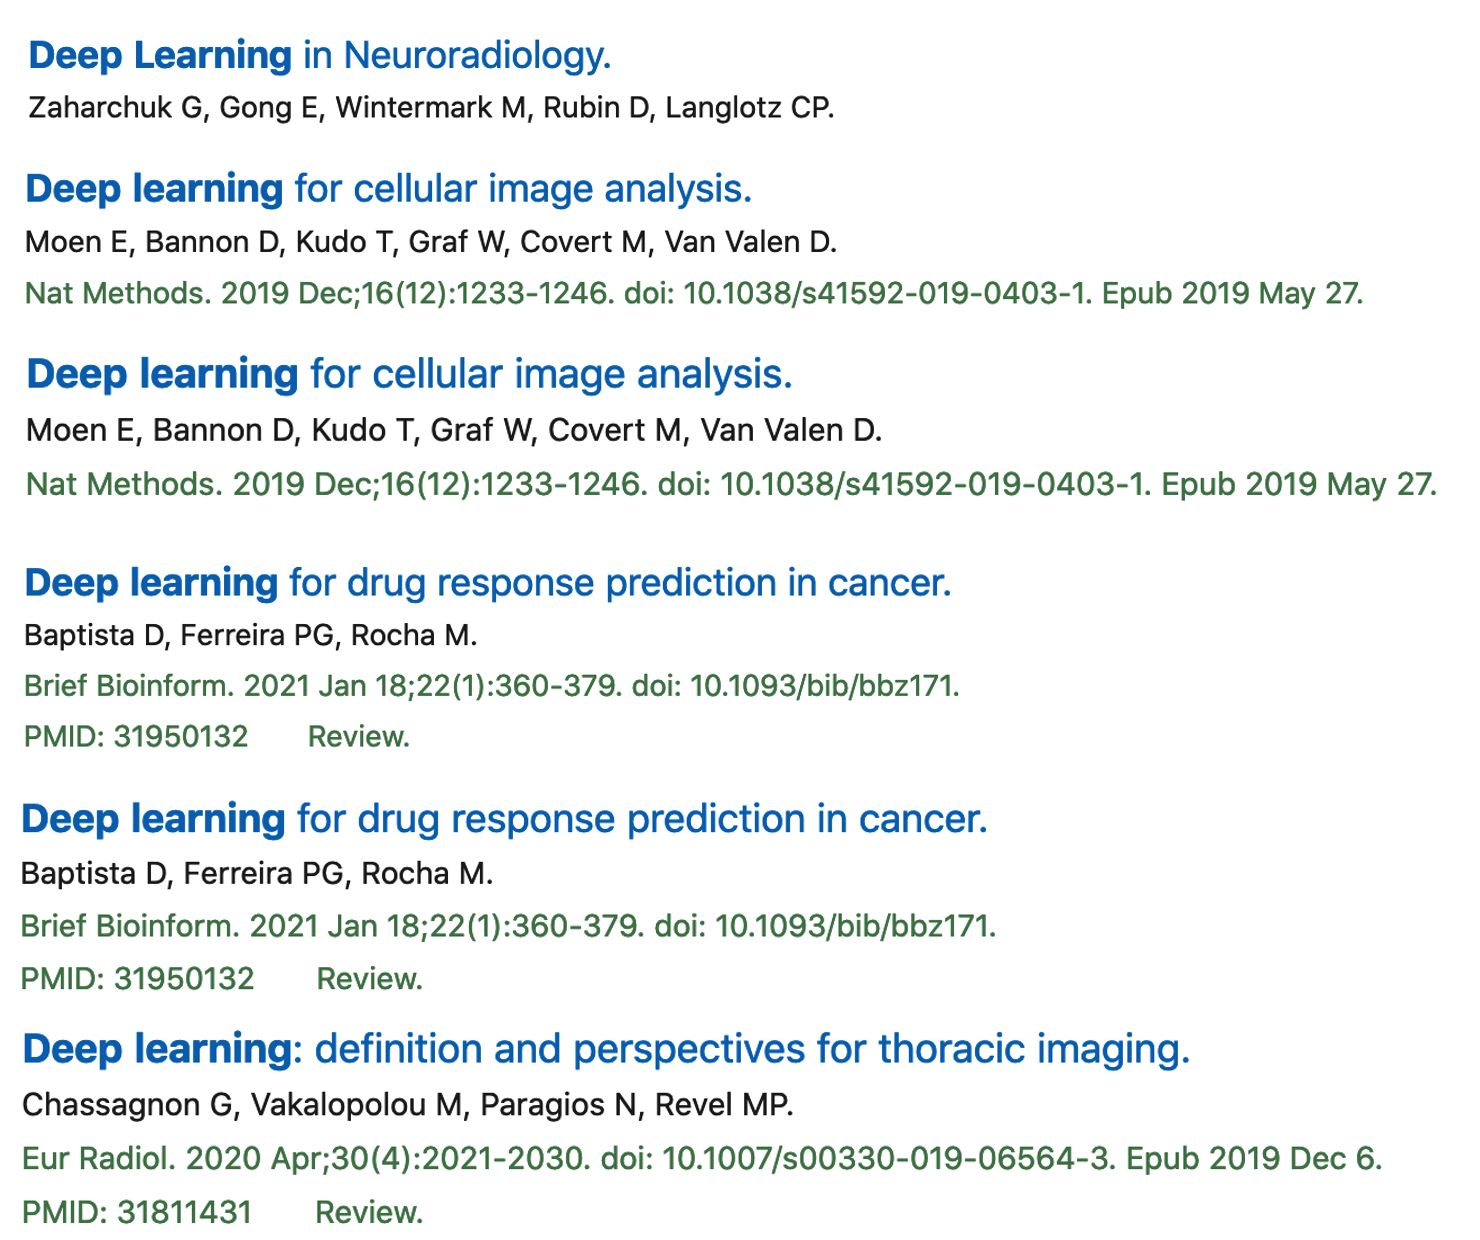 Deep Learning in Neuroradiology.
Zaharchuk G, Gong E, Wintermark M, Rubin D, Langlotz CP.
Deep learning for cellular image analysis.
Moen E, Bannon D, Kudo T, Graf W, Covert M, Van Valen D.
Nat Methods. 2019 Dec;16(12):1233-1246. doi: 10.1038/s41592-019-0403-1. Epub 2019 May 27.
Deep learning for cellular image analysis.
Moen E, Bannon D, Kudo T, Graf W, Covert M, Van Valen D.
Nat Methods. 2019 Dec;16(12):1233-1246. doi: 10.1038/s41592-019-0403-1. Epub 2019 May 27.
Deep learning for drug response prediction in cancer.
Baptista D, Ferreira PG, Rocha M.
Brief Bioinform. 2021 Jan 18;22(1):360-379. doi: 10.1093/bib/bbz171.
PMID: 31950132 Review.
Deep learning for drug response prediction in cancer.
Baptista D, Ferreira PG, Rocha M.
Brief Bioinform. 2021 Jan 18;22(1):360-379. doi: 10.1093/bib/bbz171.
PMID: 31950132 Review.
Deep learning: definition and perspectives for thoracic imaging.
Chassagnon G, Vakalopolou M, Paragios N, Revel MP.
Eur Radiol. 2020 Apr;30(4):2021-2030. doi: 10.1007/s00330-019-06564-3. Epub 2019 Dec 6.
PMID: 31811431 Review.